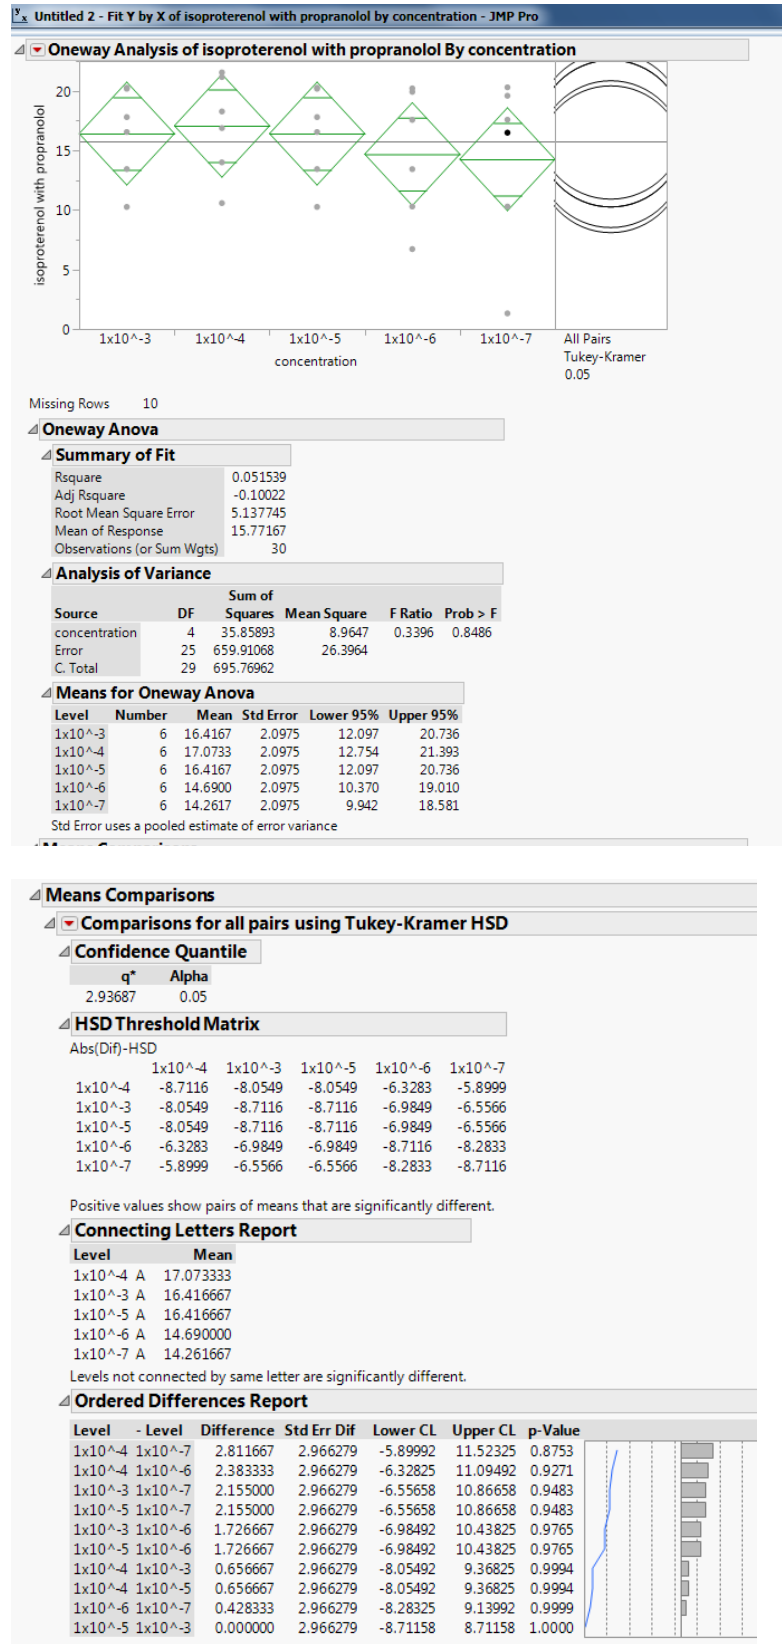 Untitled 2 - Fit Y by X of isoproterenol with propranolol by concentration - JMP Pro
Oneway Analysis of isoproterenol with propranolol By concentration
isoproterenol with propranolol
20
15
10
5
0
1x10^-3 1x10^-4 1x10^-5 1x10^-6 1x10^-7
concentration
All Pairs
Tukey-Kramer
0.05
Missing Rows 10
Oneway Anova
Summary of Fit
Rsquare 0.051539
Adj Rsquare -0.10022
Root Mean Square Error 5.137745
Mean of Response 15.77167
Observations (or Sum Wgts) 30
Analysis of Variance
Source DF Sum of Squares Mean Square F Ratio Prob > F
concentration 4 35.85893 8.9647 0.3396 0.8486
Error 25 659.91068 26.3964
C. Total 29 695.76962
Means for Oneway Anova
Level Number Mean Std Error Lower 95% Upper 95%
1x10^-3 6 16.4167 2.0975 12.097 20.736
1x10^-4 6 17.0733 2.0975 12.754 21.393
1x10^-5 6 16.4167 2.0975 12.097 20.736
1x10^-6 6 14.6900 2.0975 10.370 19.010
1x10^-7 6 14.2617 2.0975 9.942 18.581
Std Error uses a pooled estimate of error variance
Means Comparisons
Comparisons for all pairs using Tukey-Kramer HSD
Confidence Quantile
q* Alpha
2.93687 0.05
HSD Threshold Matrix
Abs(Dif)-HSD
1x10^-4 1x10^-3 1x10^-5 1x10^-6 1x10^-7
1x10^-4 -8.7116 -8.0549 -8.0549 -6.3283 -5.8999
1x10^-3 -8.0549 -8.7116 -8.7116 -6.9849 -6.5566
1x10^-5 -8.0549 -8.7116 -8.7116 -6.9849 -6.5566
1x10^-6 -6.3283 -6.9849 -6.9849 -8.7116 -8.2833
1x10^-7 -5.8999 -6.5566 -6.5566 -8.2833 -8.7116
Positive values show pairs of means that are significantly different.
Connecting Letters Report
Level Mean
1x10^-4 A 17.073333
1x10^-3 A 16.416667
1x10^-5 A 16.416667
1x10^-6 A 14.690000
1x10^-7 A 14.261667
Levels not connected by same letter are significantly different.
Ordered Differences Report
Level - Level Difference Std Err Dif Lower CL Upper CL p-Value
1x10^-4 1x10^-7 2.811667 2.966279 -5.89992 11.52325 0.8753
1x10^-4 1x10^-6 2.383333 2.966279 -6.32825 11.09492 0.9271
1x10^-3 1x10^-7 2.155000 2.966279 -6.55658 10.86658 0.9483
1x10^-5 1x10^-7 2.155000 2.966279 -6.55658 10.86658 0.9483
1x10^-3 1x10^-6 1.726667 2.966279 -6.98492 10.43825 0.9765
1x10^-5 1x10^-6 1.726667 2.966279 -6.98492 10.43825 0.9765
1x10^-4 1x10^-3 0.656667 2.966279 -8.05492 9.36825 0.9994
1x10^-4 1x10^-5 0.656667 2.966279 -8.05492 9.36825 0.9994
1x10^-6 1x10^-7 0.428333 2.966279 -8.28325 9.13992 0.9999
1x10^-5 1x10^-3 0.000000 2.966279 -8.71158 8.71158 1.0000